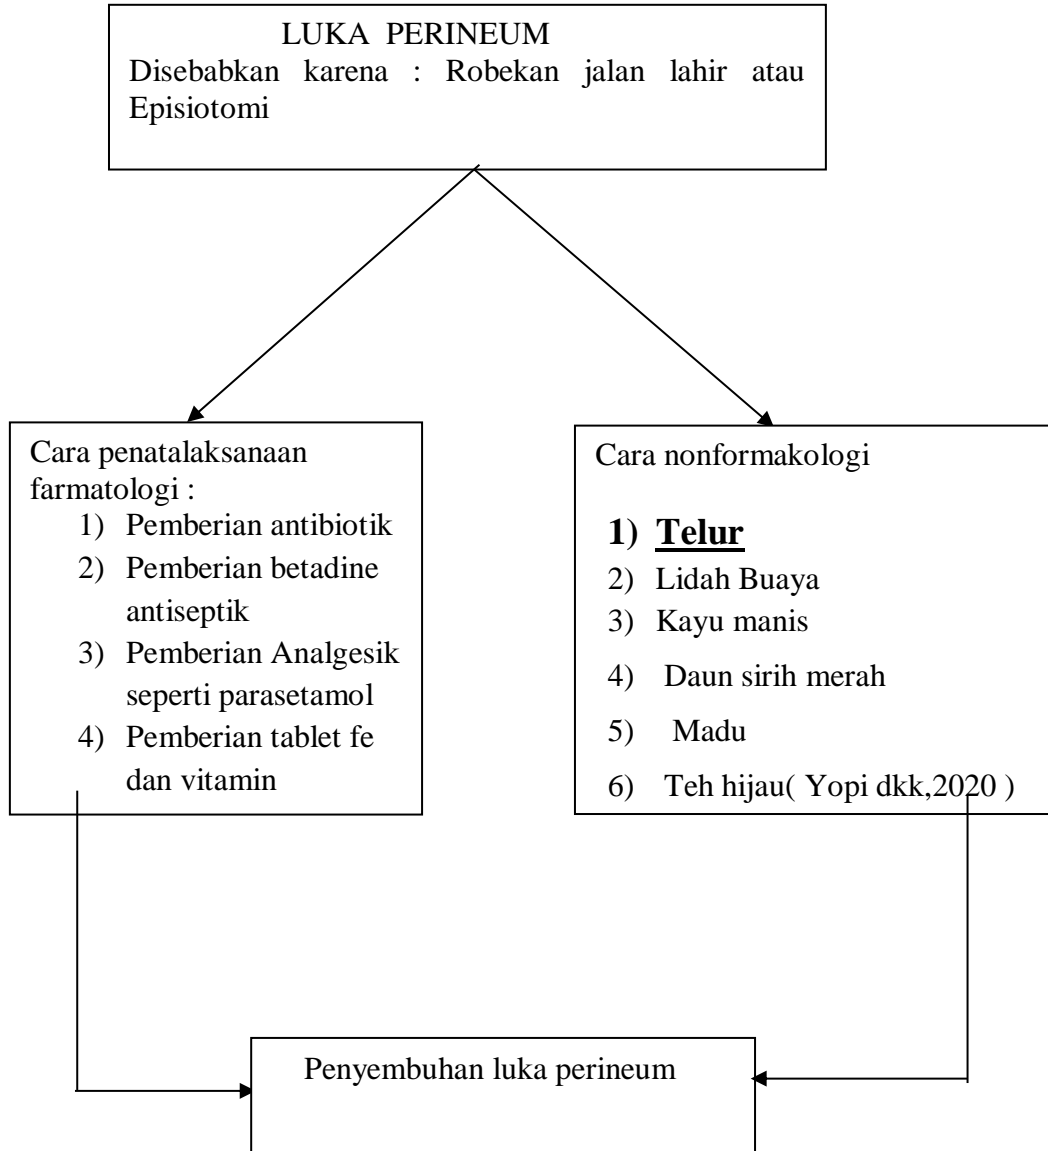 LUKA PERINEUM
Disebabkan karena : Robekan jalan lahir atau
Episiotomi
Cara penatalaksanaan
farmatologi :
1) Pemberian antibiotik
2) Pemberian betadine
antiseptik
3) Pemberian Analgesik
seperti parasetamol
4) Pemberian tablet fe
dan vitamin
Cara nonformakologi
1) Telur
2) Lidah Buaya
3) Kayu manis
4) Daun sirih merah
5) Madu
6) Teh hijau( Yopi dkk,2020 )
Penyembuhan luka perineum